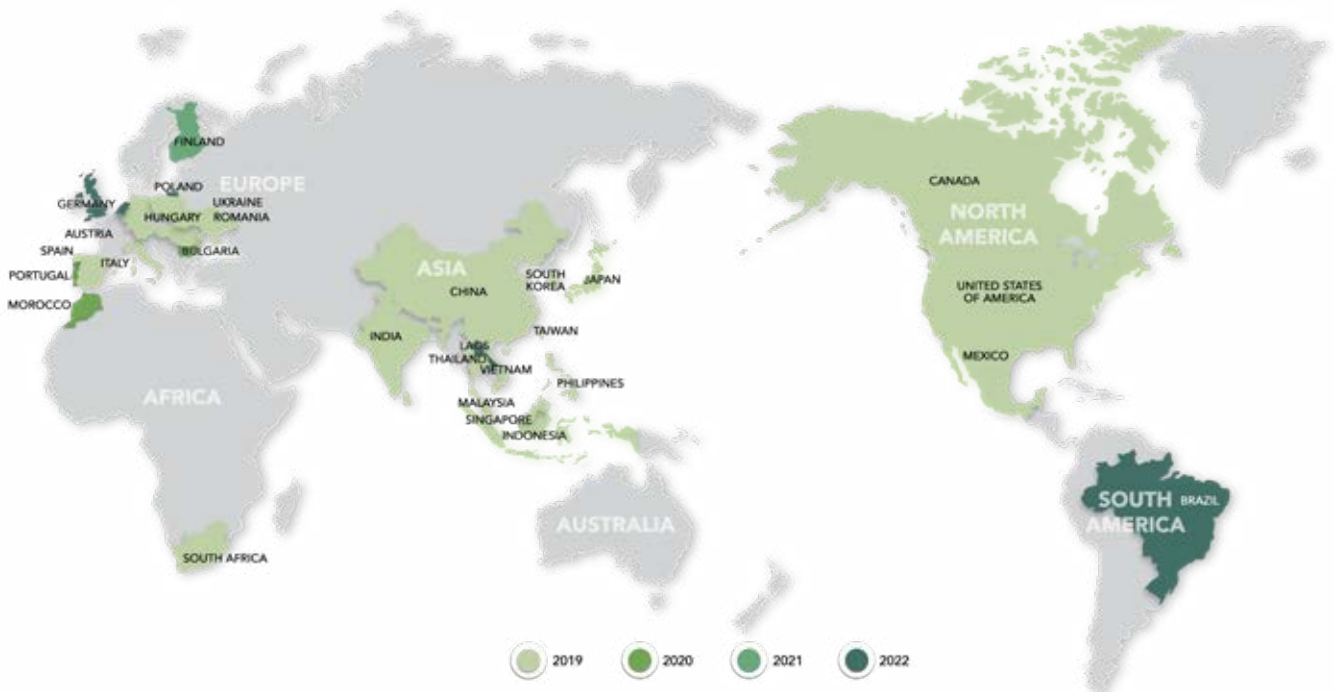 FINLAND
POLAND
EUROPE
GERMANY
UKRAINE
HUNGARY
ROMANIA
AUSTRIA
SPAIN
BULGARIA
ITALY
PORTUGAL
MOROCCO
AFRICA
SOUTH AFRICA
ASIA
CHINA
SOUTH
KOREA
JAPAN
INDIA
TAIWAN
LAOS
THAILAND
VIETNAM
PHILIPPINES
MALAYSIA
SINGAPORE
INDONESIA
AUSTRALIA
CANADA
NORTH
AMERICA
UNITED STATES
OF AMERICA
MEXICO
SOUTH
AMERICA
BRAZIL
2019
2020
2021
2022